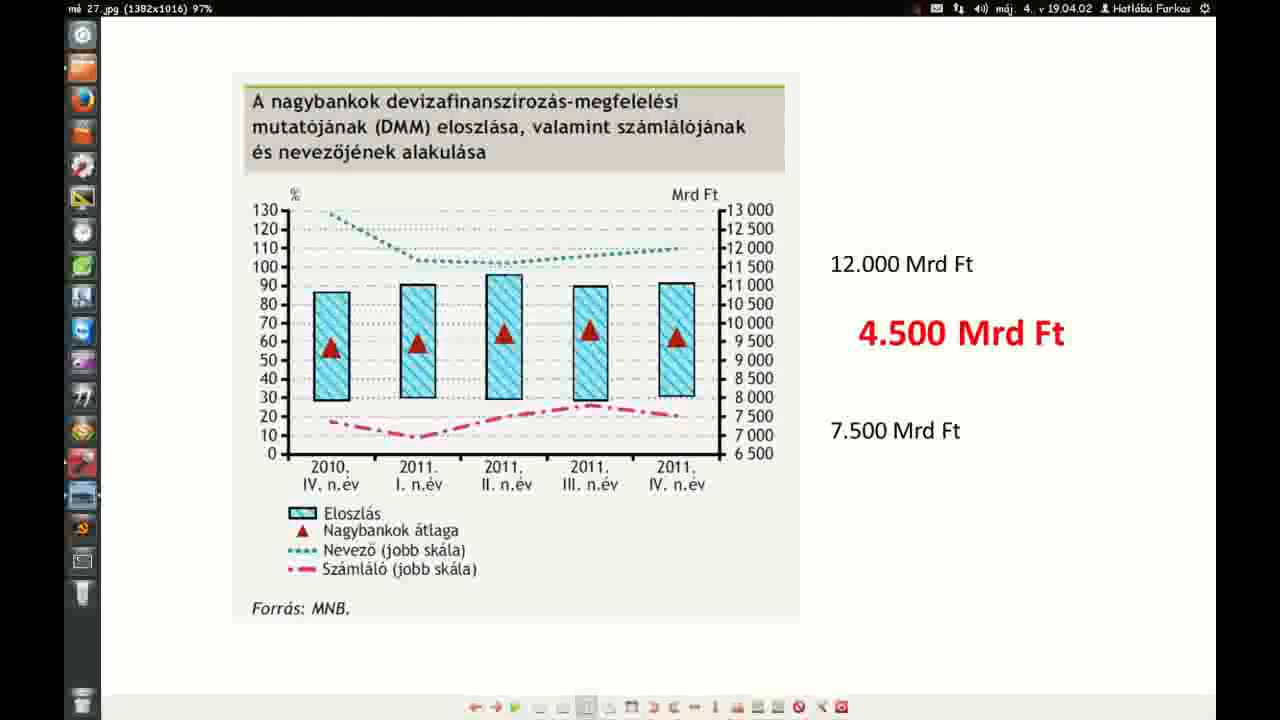 mé 27.jpg (1382x1016) 97%
máj. 4. v 19.04.02 Hatlábú Farkas
A nagybankok devizafinanszírozás-megfelelési
mutatójának (DMM) eloszlása, valamint számlálójának
és nevezőjének alakulása
% Mrd Ft
130 13 000
120 12 500
110 12 000
100 11 500
90 11 000
80 10 500
70 10 000
60 9 500
50 9 000
40 8 500
30 8 000
20 7 500
10 7 000
0 6 500
2010. 2011. 2011. 2011. 2011.
IV. n.év I. n.év II. n.év III. n.év IV. n.év
Eloszlás
Nagybankok átlaga
Nevező (jobb skála)
Számláló (jobb skála)
Forrás: MNB.
12.000 Mrd Ft
4.500 Mrd Ft
7.500 Mrd Ft